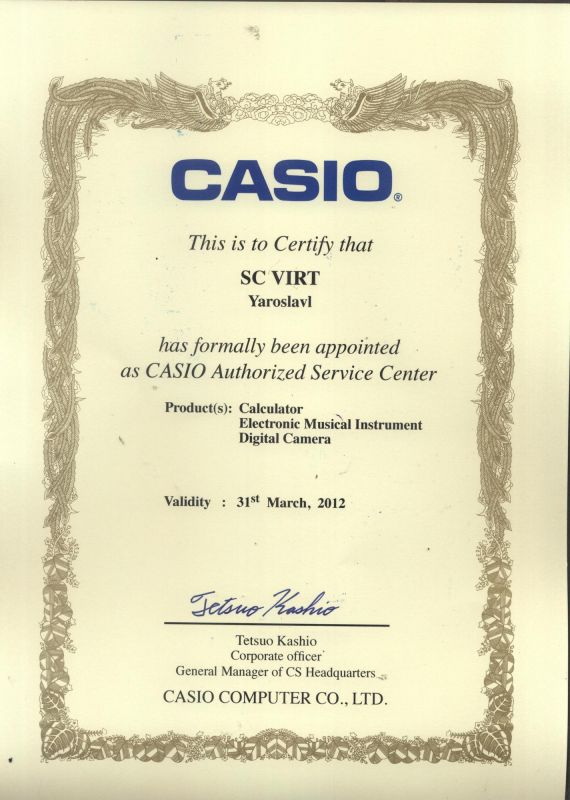 CASIO®
This is to Certify that
SC VIRT
Yaroslavl
has formally been appointed
as CASIO Authorized Service Center
Product(s): Calculator
Electronic Musical Instrument
Digital Camera
Validity : 31st March, 2012
Tetsuo Kashio
Tetsuo Kashio
Corporate officer
General Manager of CS Headquarters
CASIO COMPUTER CO., LTD.